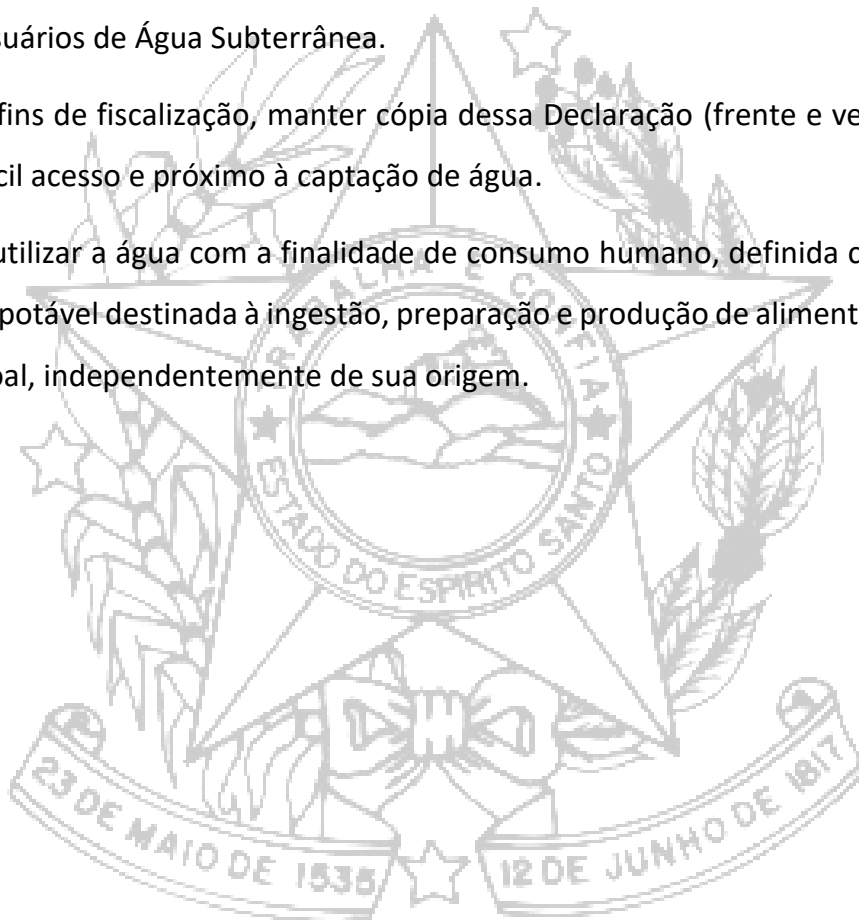 suários de Água Subterrânea.
fins de fiscalização, manter cópia dessa Declaração (frente e ve
cil acesso e próximo à captação de água.
utilizar a água com a finalidade de consumo humano, definida c
potável destinada à ingestão, preparação e produção de aliment
oal, independentemente de sua origem.
TRABALHA E CONFIA
ESTADO DO ESPIRITO SANTO
23 DE MAIO DE 1535
12 DE JUNHO DE 1817